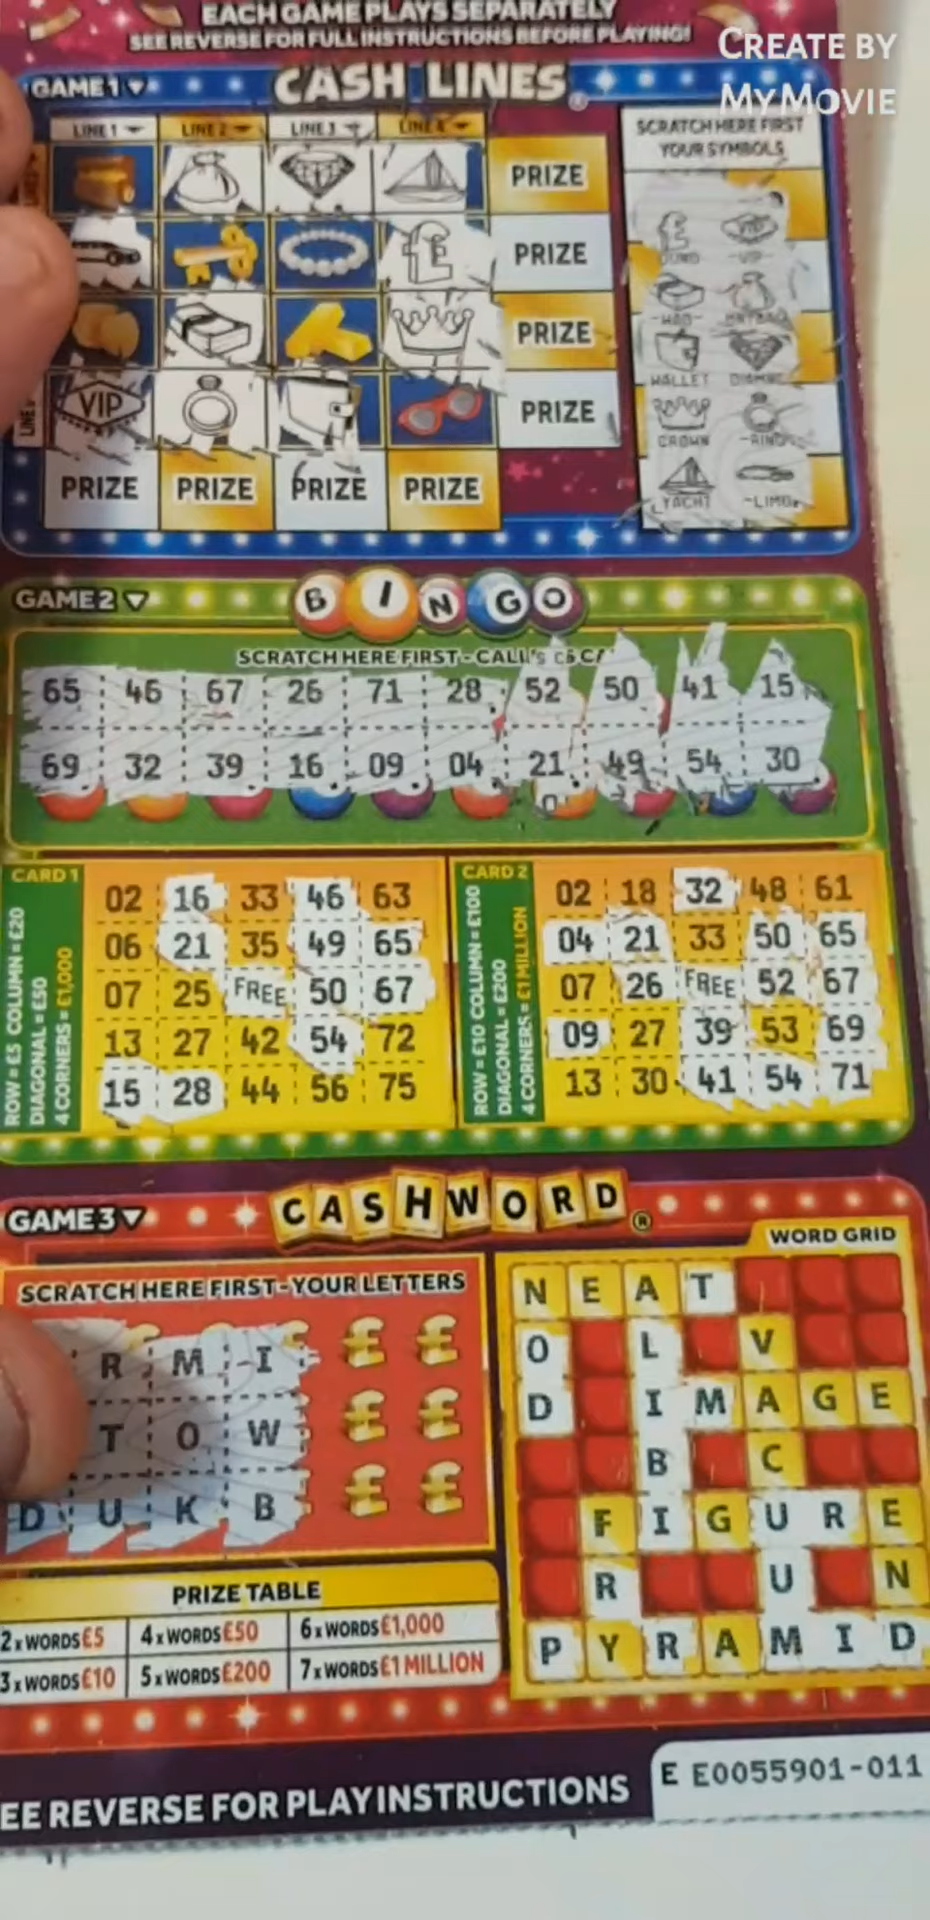 EACH GAME PLAYS SEPARATELY
SEE REVERSE FOR FULL INSTRUCTIONS BEFORE PLAYING!
CREATE BY
MYMOVIE
GAME 1
CASH LINES
LINE 1 LINE 2 LINE 3 LINE 4
SCRATCH HERE FIRST
YOUR SYMBOLS
PRIZE
£ PRIZE
PRIZE
VIP PRIZE
PRIZE PRIZE PRIZE PRIZE
£ VIP
VIP
WALLET
CROWN RING
YACHT LIMO
GAME 2
BINGO
SCRATCH HERE FIRST - CALL'S
65 46 67 26 71 28 52 50 41 15
69 32 39 16 09 04 21 49 54 30
CARD 1
ROW = £5 COLUMN = £20
DIAGONAL = £50
4 CORNERS = £1,000
02 16 33 46 63
06 21 35 49 65
07 25 FREE 50 67
13 27 42 54 72
15 28 44 56 75
CARD 2
ROW = £10 COLUMN = £100
DIAGONAL = £200
4 CORNERS = £1 MILLION
02 18 32 48 61
04 21 33 50 65
07 26 FREE 52 67
09 27 39 53 69
13 30 41 54 71
GAME 3
CASHWORD®
SCRATCH HERE FIRST - YOUR LETTERS
R M I £ £
T O W £ £
D U K B £ £
PRIZE TABLE
2 x WORDS £5 4 x WORDS £50 6 x WORDS £1,000
3 x WORDS £10 5 x WORDS £200 7 x WORDS £1 MILLION
WORD GRID
N E A T
O L V
D I M A G E
B C
F I G U R E
R U N
P Y R A M I D
EE REVERSE FOR PLAY INSTRUCTIONS
E E0055901-011